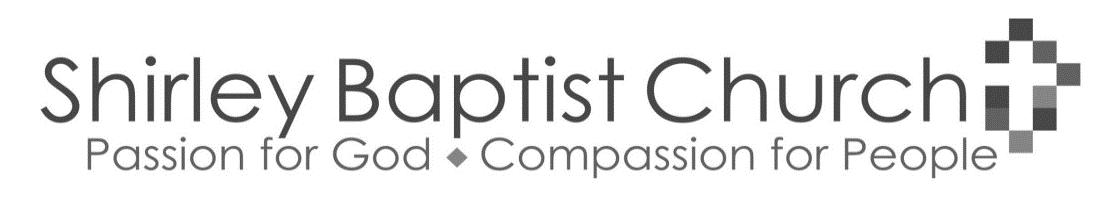 Shirley Baptist Church
Passion for God ◆ Compassion for People